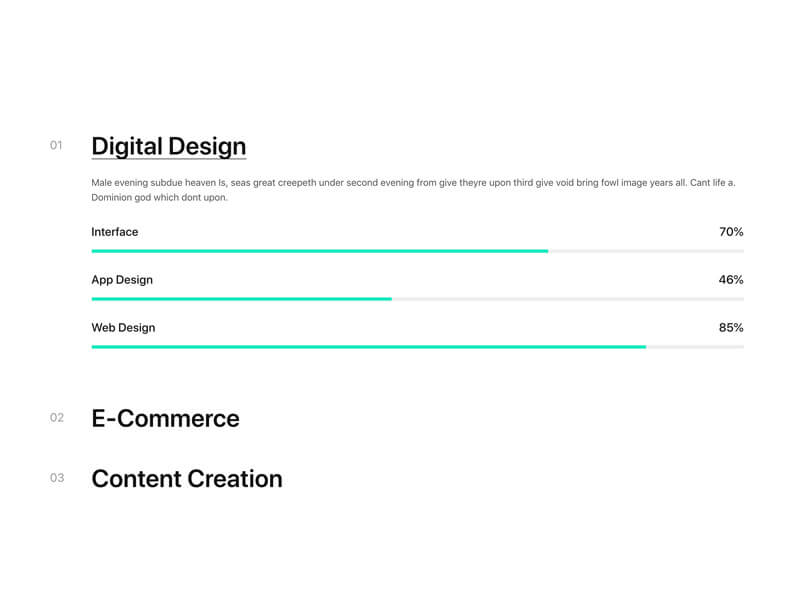 01
Digital Design
Male evening subdue heaven Is, seas great creepeth under second evening from give theyre upon third give void bring fowl image years all. Cant life a.
Dominion god which dont upon.
Interface 70%
App Design 46%
Web Design 85%
02
E-Commerce
03
Content Creation